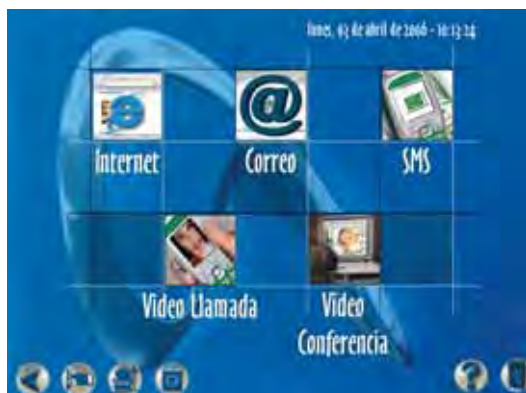 lunes, 03 de abril de 2006 - 10:13:24
Internet
Correo
SMS
Video Llamada
Video
Conferencia
?